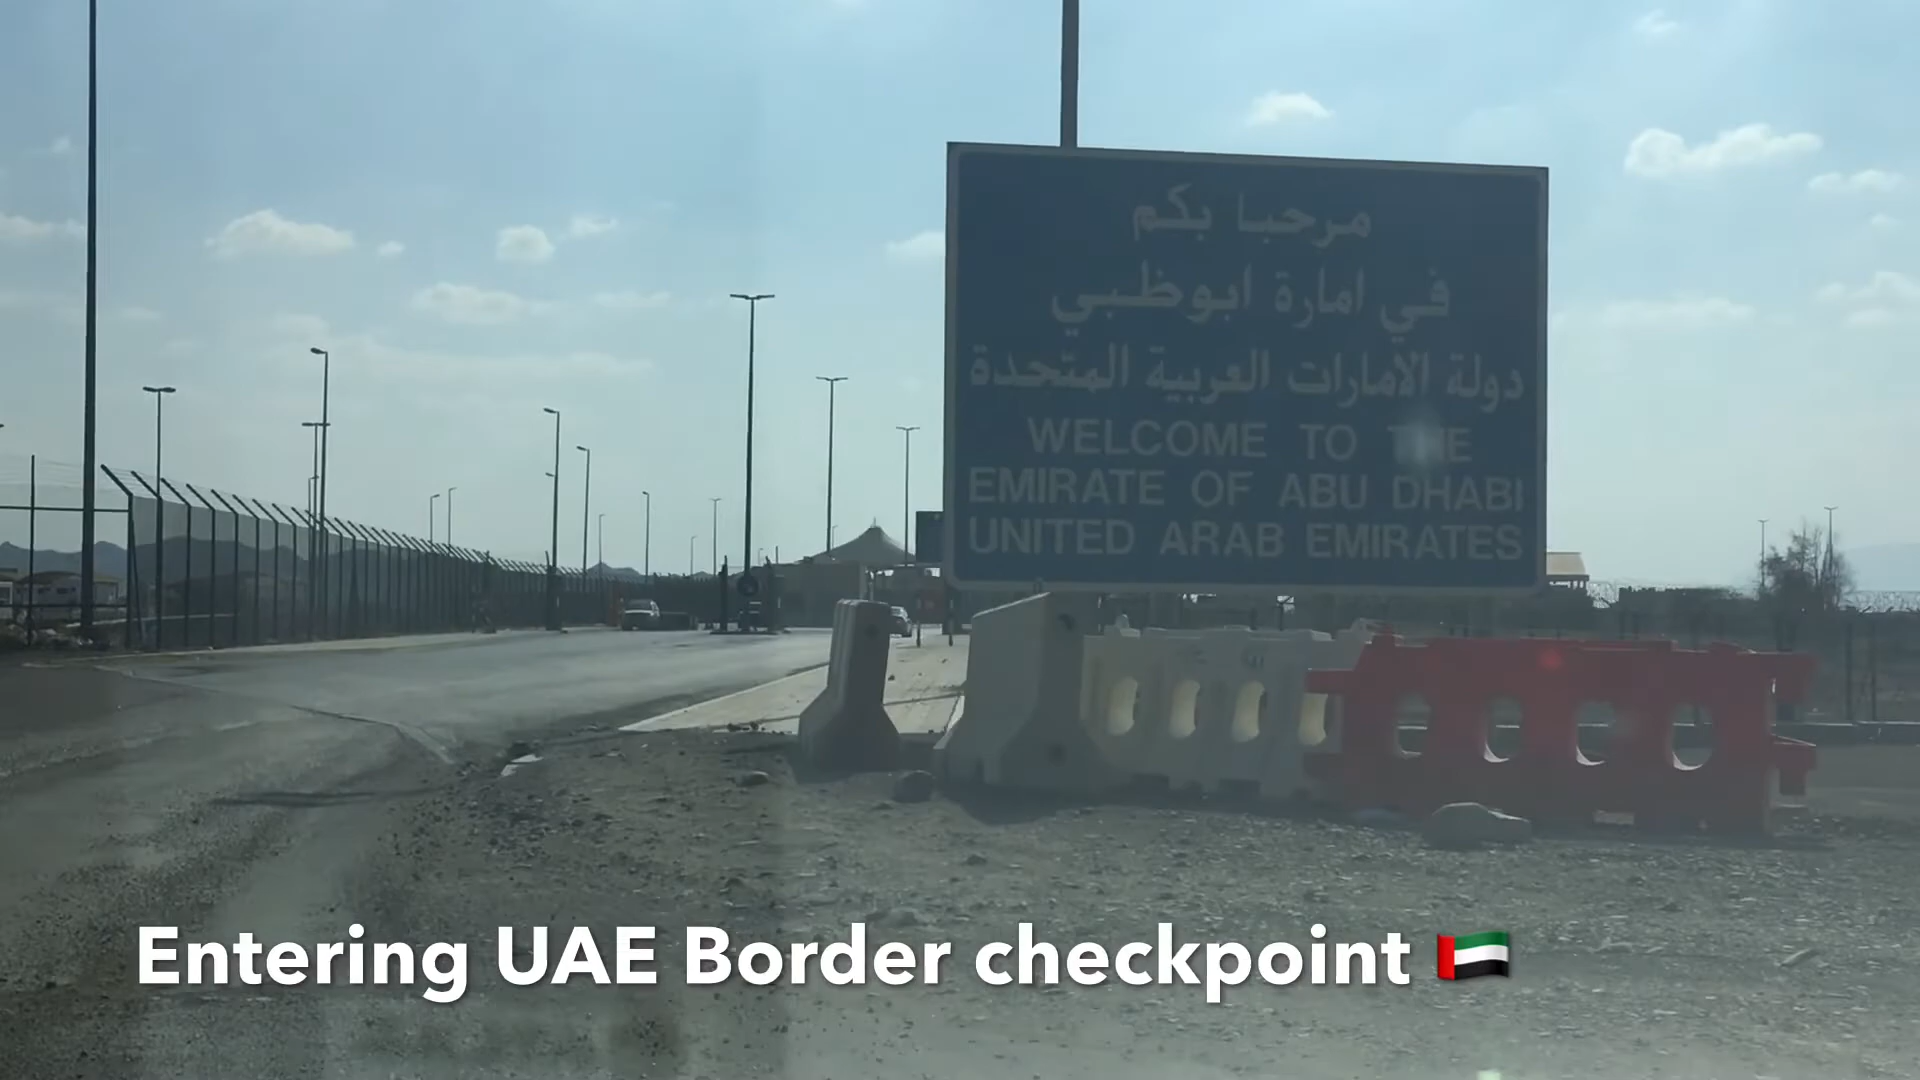 مرحبا بكم
في امارة ابوظبي
دولة الامارات العربية المتحدة
WELCOME TO THE
EMIRATE OF ABU DHABI
UNITED ARAB EMIRATES
Entering UAE Border checkpoint 🇦🇪